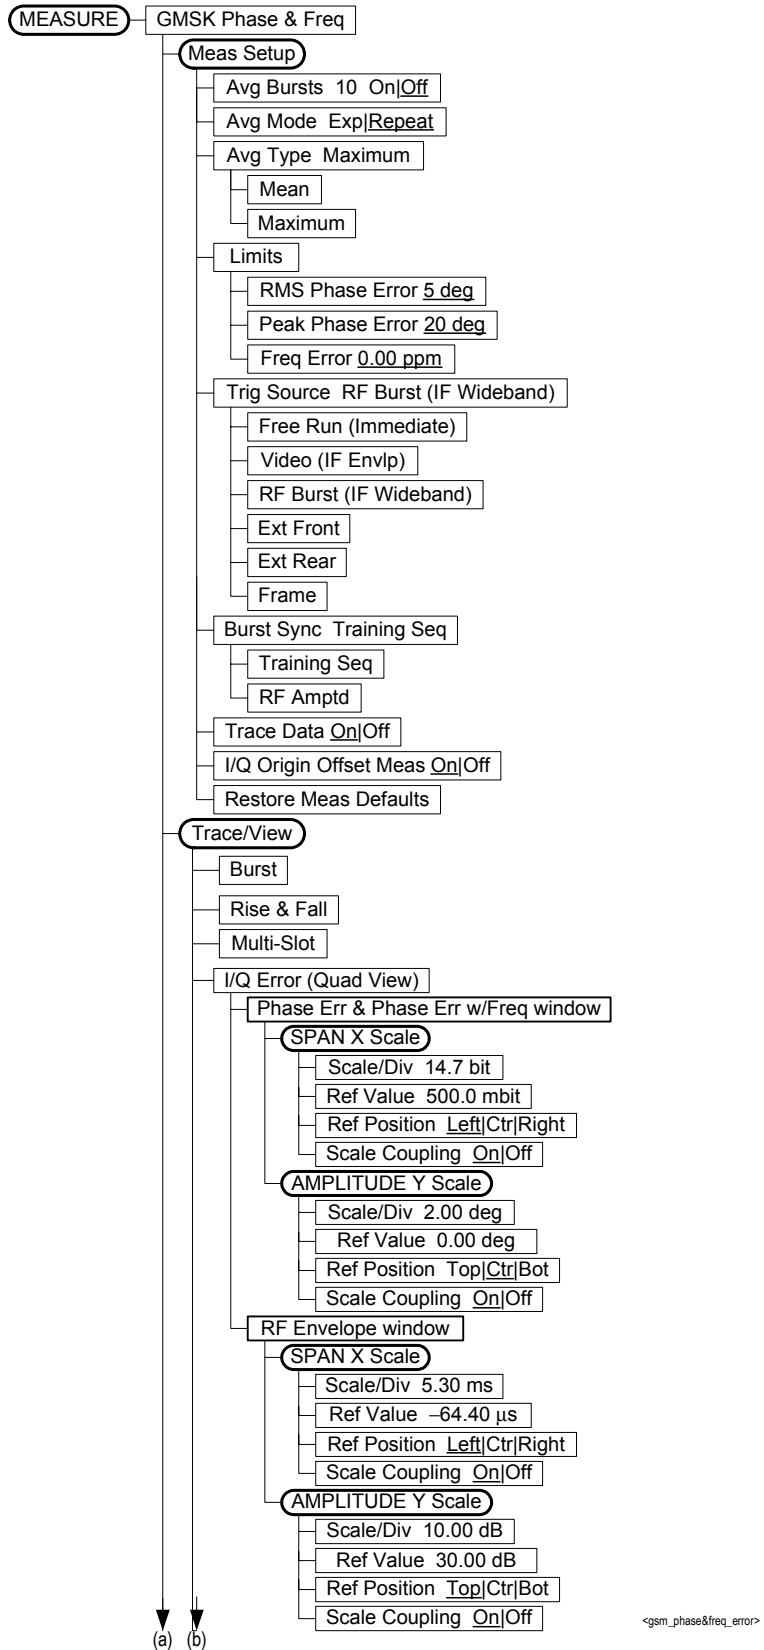 MEASURE
GMSK Phase & Freq
Meas Setup
Avg Bursts 10 On|Off
Avg Mode Exp|Repeat
Avg Type Maximum
Mean
Maximum
Limits
RMS Phase Error 5 deg
Peak Phase Error 20 deg
Freq Error 0.00 ppm
Trig Source RF Burst (IF Wideband)
Free Run (Immediate)
Video (IF Envlp)
RF Burst (IF Wideband)
Ext Front
Ext Rear
Frame
Burst Sync Training Seq
Training Seq
RF Amptd
Trace Data On|Off
I/Q Origin Offset Meas On|Off
Restore Meas Defaults
Trace/View
Burst
Rise & Fall
Multi-Slot
I/Q Error (Quad View)
Phase Err & Phase Err w/Freq window
SPAN X Scale
Scale/Div 14.7 bit
Ref Value 500.0 mbit
Ref Position Left|Ctr|Right
Scale Coupling On|Off
AMPLITUDE Y Scale
Scale/Div 2.00 deg
Ref Value 0.00 deg
Ref Position Top|Ctr|Bot
Scale Coupling On|Off
RF Envelope window
SPAN X Scale
Scale/Div 5.30 ms
Ref Value –64.40 μs
Ref Position Left|Ctr|Right
Scale Coupling On|Off
AMPLITUDE Y Scale
Scale/Div 10.00 dB
Ref Value 30.00 dB
Ref Position Top|Ctr|Bot
Scale Coupling On|Off
<gsm_phase&freq_error>
(a) (b)